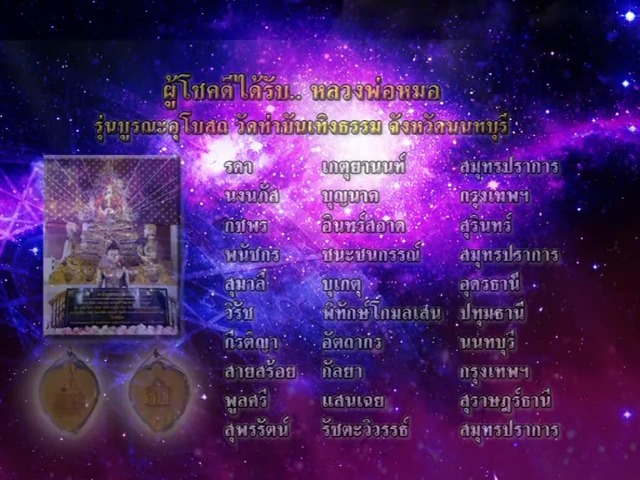 ผู้โชคดีได้รับ.. หลวงพ่อหมอ
รุ่นบูรณะอุโบสถ วัดท่าบันเทิงธรรม จังหวัดนนทบุรี
รดา เกตุยานนท์ สมุทรปราการ
นงนภัส บุญนาค กรุงเทพฯ
กชพร อินทร์สอาด สุรินทร์
พนัชกร ชนะชนกรรณ์ สมุทรปราการ
สุมาลี บุเกตุ อุดรธานี
วิรัช พิทักษ์โกมลเสน ปทุมธานี
กีรติญา อัตถากร นนทบุรี
สายสร้อย กัลยา กรุงเทพฯ
พูลศรี แสนเฉย สุราษฎร์ธานี
สุพรรัตน์ รัชตะวิวรรธ์ สมุทรปราการ